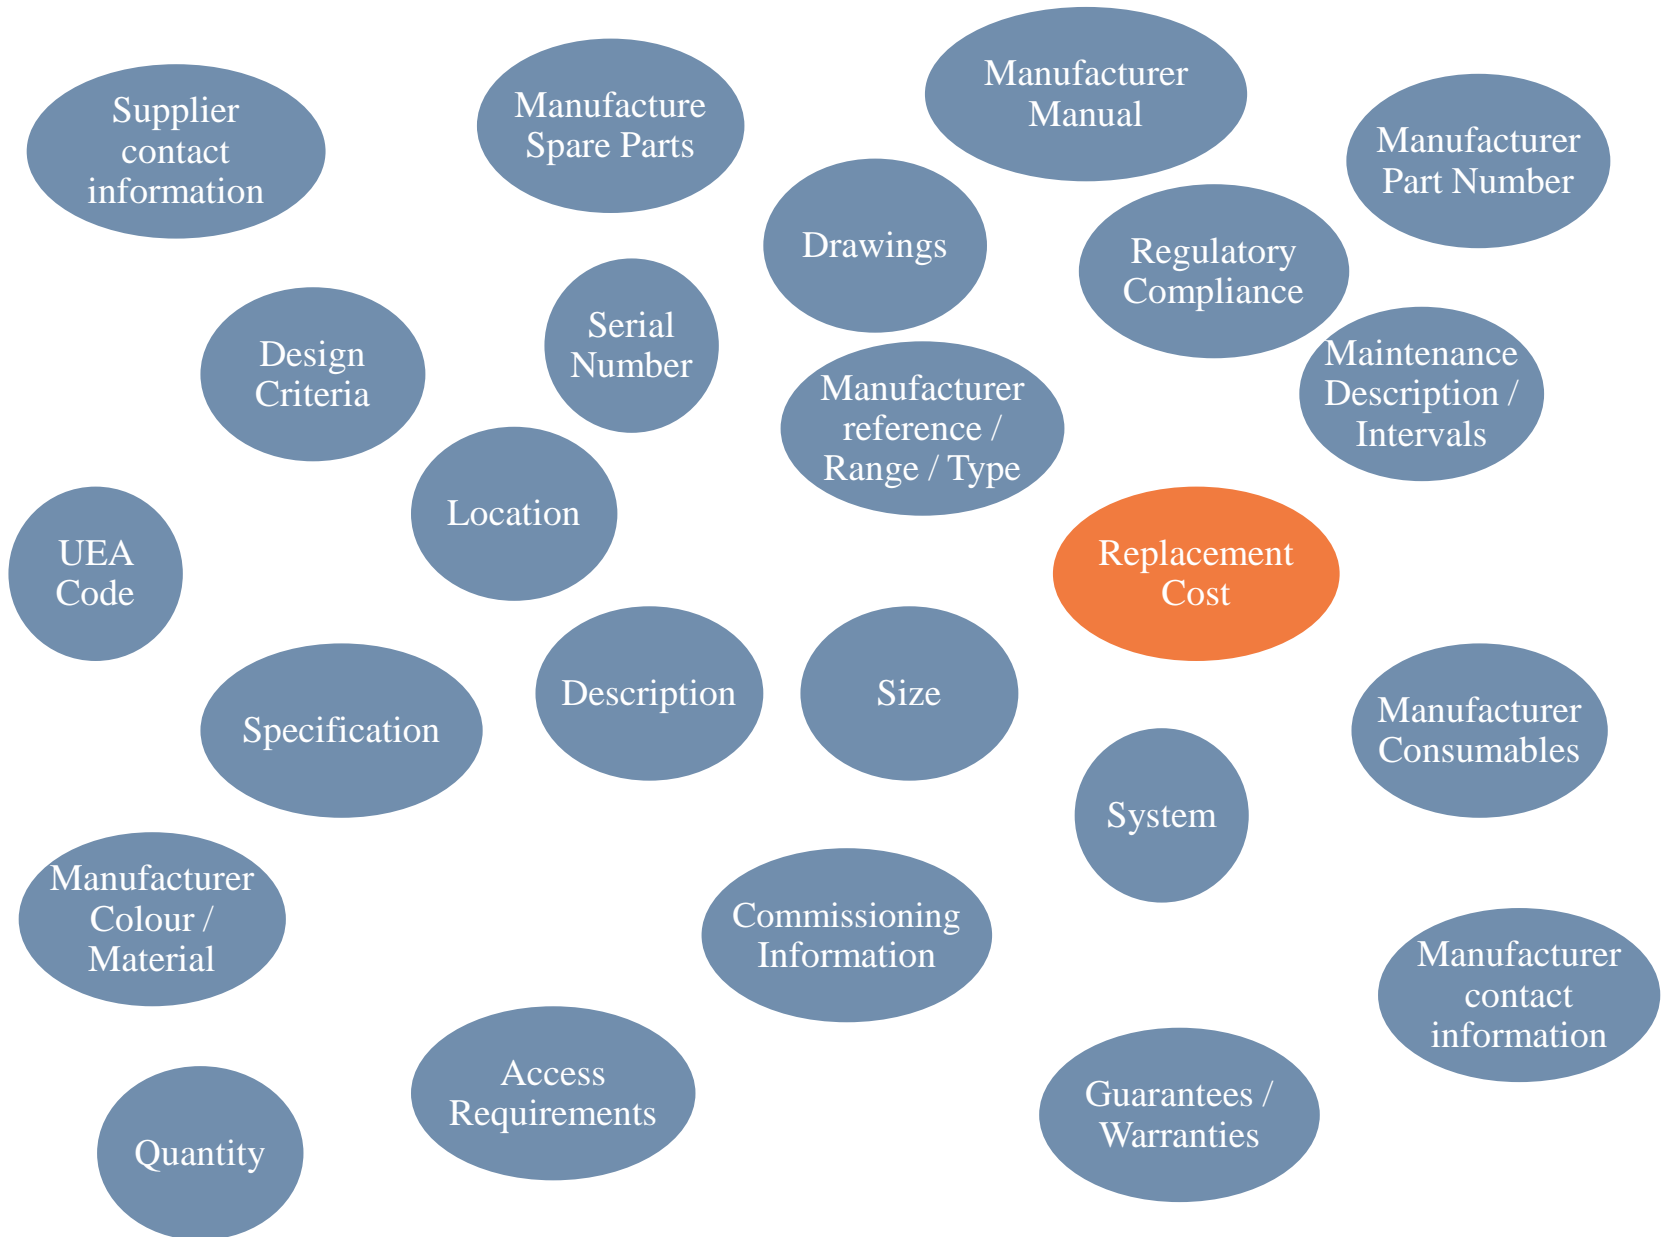 Supplier
contact
information
Manufacture
Spare Parts
Manufacturer
Manual
Manufacturer
Part Number
Drawings
Regulatory
Compliance
Design
Criteria
Serial
Number
Manufacturer
reference /
Range / Type
Maintenance
Description /
Intervals
Location
UEA
Code
Replacement
Cost
Specification
Description
Size
Manufacturer
Consumables
System
Manufacturer
Colour /
Material
Commissioning
Information
Manufacturer
contact
information
Access
Requirements
Guarantees /
Warranties
Quantity